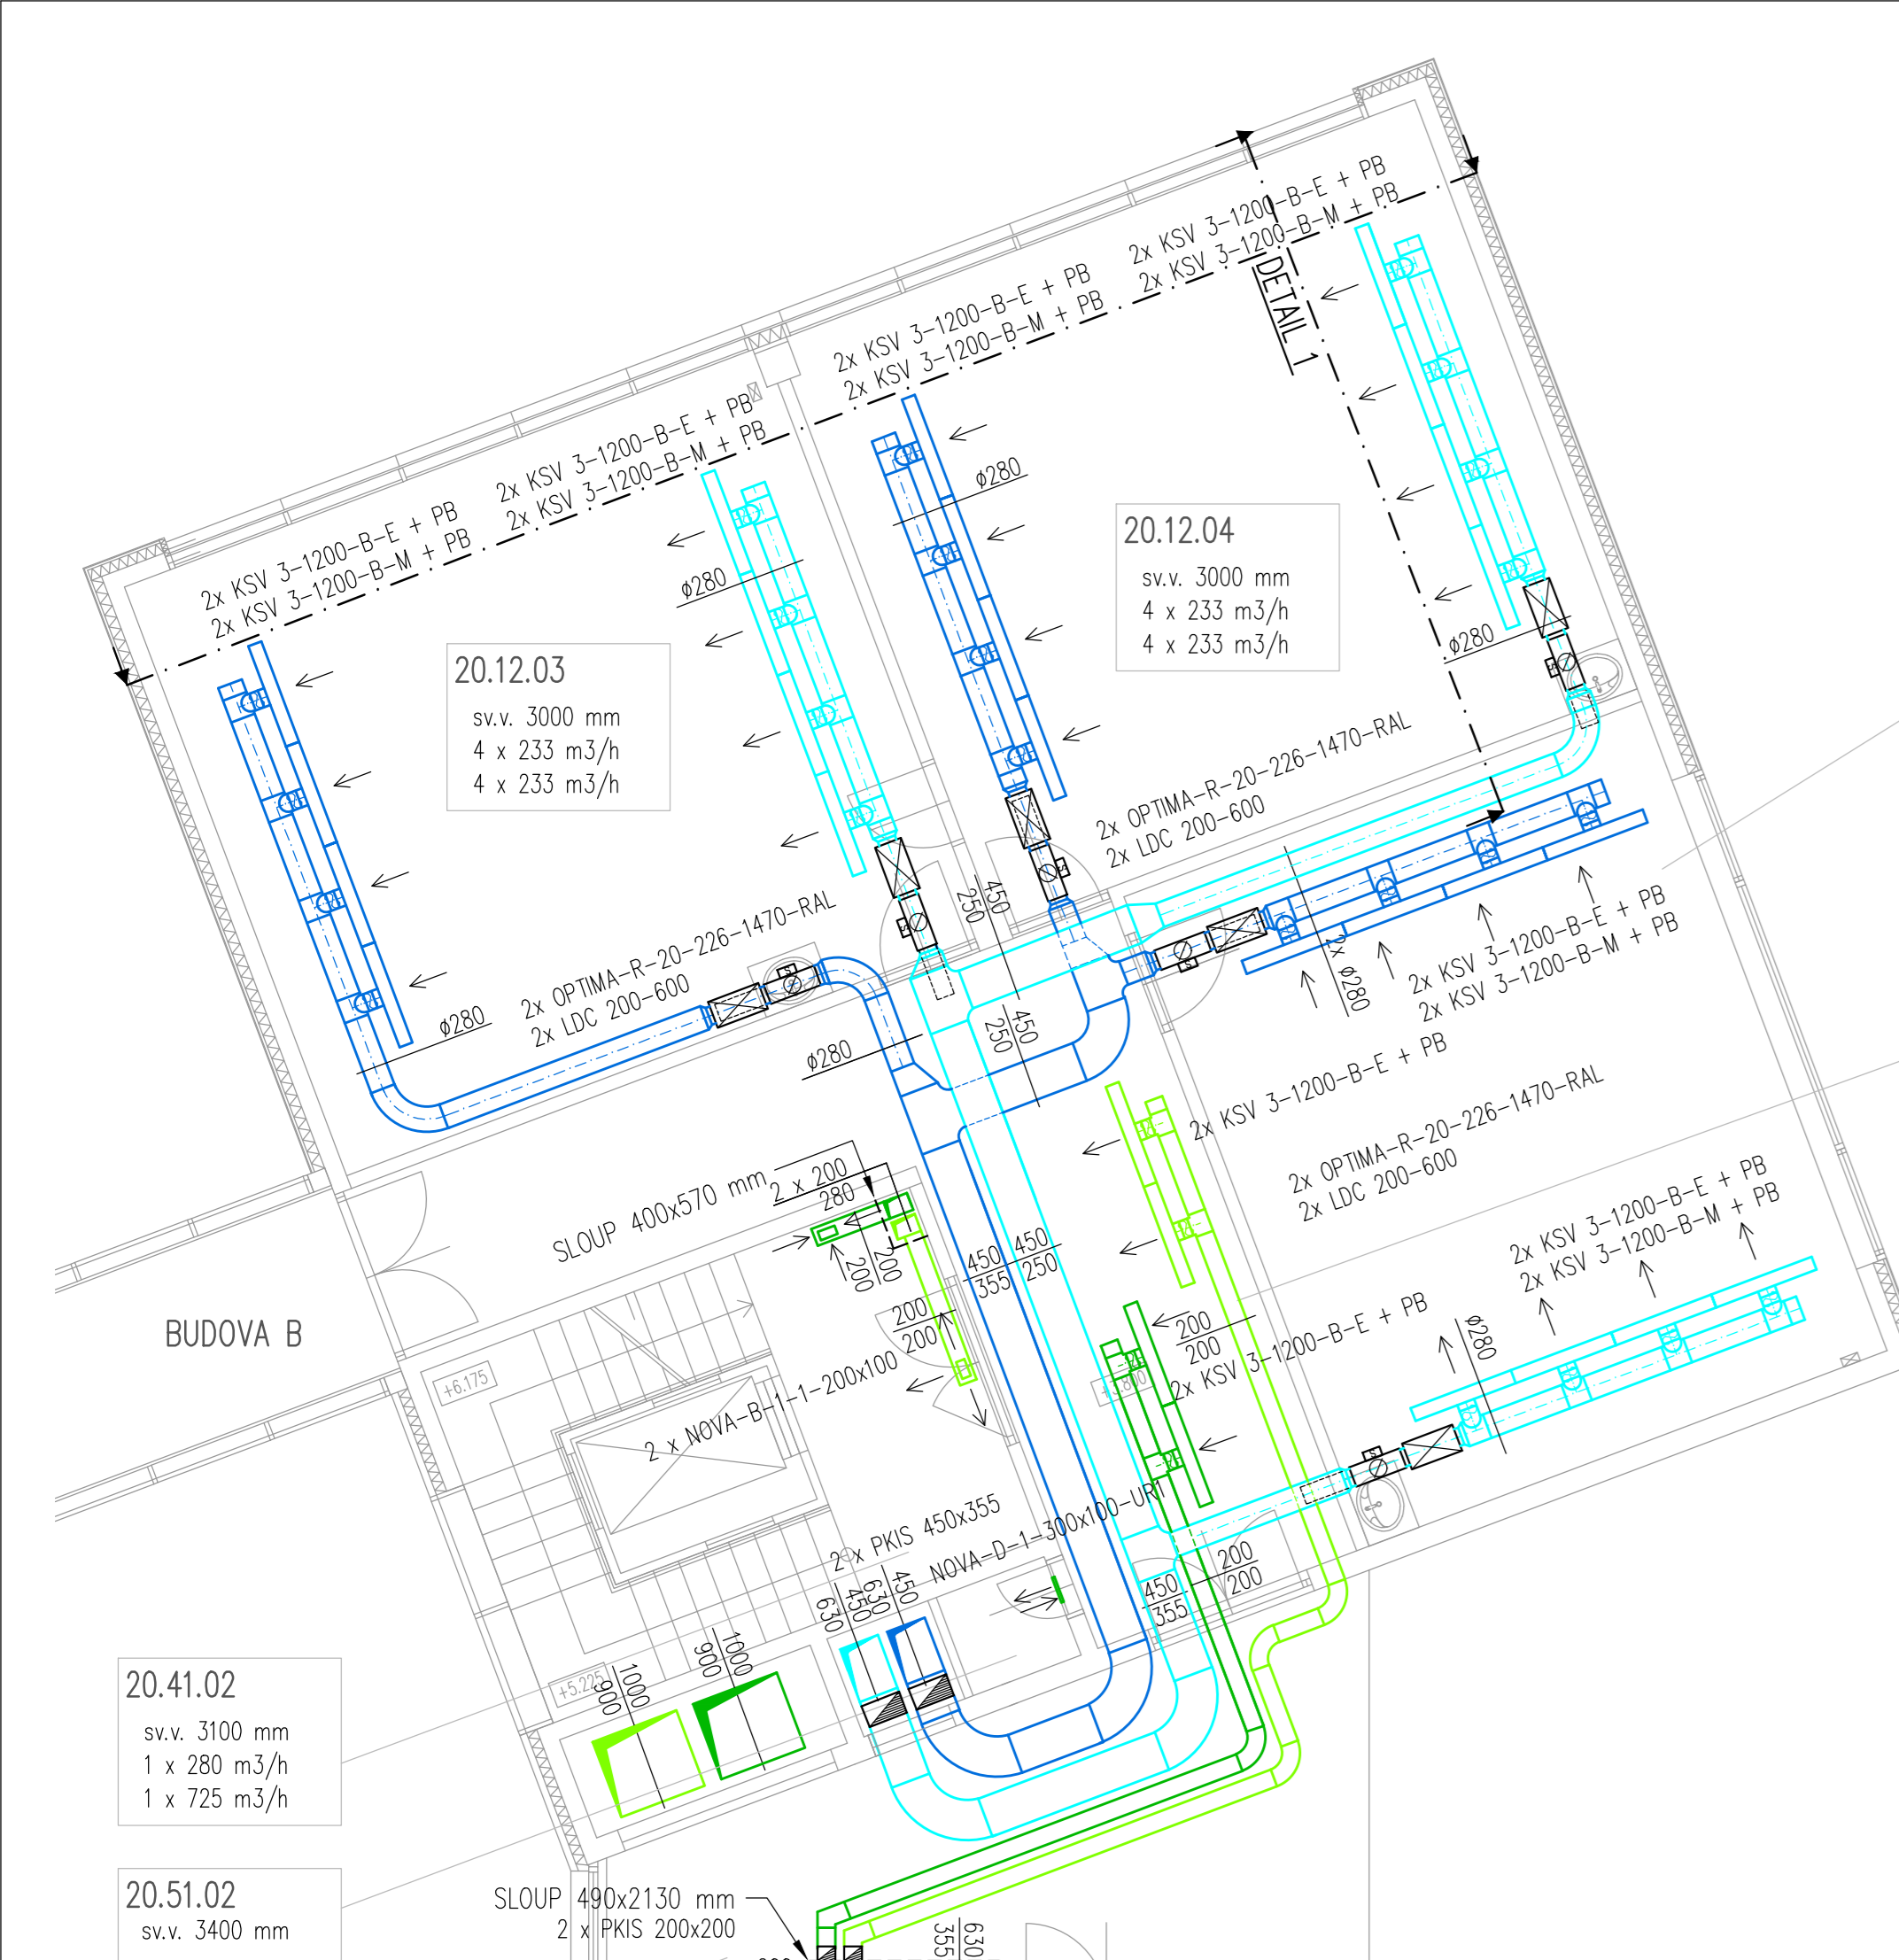 2x KSV 3-1200-B-E + PB
2x KSV 3-1200-B-M + PB
2x KSV 3-1200-B-E + PB
2x KSV 3-1200-B-M + PB
2x KSV 3-1200-B-E + PB
2x KSV 3-1200-B-M + PB
2x KSV 3-1200-B-E + PB
2x KSV 3-1200-B-M + PB
DETAIL 1
ø280
ø280
20.12.04
sv.v. 3000 mm
4 x 233 m3/h
4 x 233 m3/h
20.12.03
sv.v. 3000 mm
4 x 233 m3/h
4 x 233 m3/h
ø280
2x OPTIMA-R-20-226-1470-RAL
2x LDC 200-600
450
250
2x OPTIMA-R-20-226-1470-RAL
2x LDC 200-600
ø280
ø280
450
250
2x ø280
2x KSV 3-1200-B-E + PB
2x KSV 3-1200-B-M + PB
2x KSV 3-1200-B-E + PB
2x OPTIMA-R-20-226-1470-RAL
2x LDC 200-600
SLOUP 400x570 mm
2 x 200
280
200
200
450
355
450
250
200
200
200
200
2x KSV 3-1200-B-E + PB
2x KSV 3-1200-B-E + PB
2x KSV 3-1200-B-M + PB
ø280
BUDOVA B
+6.175
+3.800
2 x NOVA-B-1-1-200x100
2 x PKIS 450x355
NOVA-D-1-300x100-UR1
630
450
630
450
450
355
200
200
+5.225
900
1000
900
1000
20.41.02
sv.v. 3100 mm
1 x 280 m3/h
1 x 725 m3/h
20.51.02
sv.v. 3400 mm
SLOUP 490x2130 mm
2 x PKIS 200x200
630
355